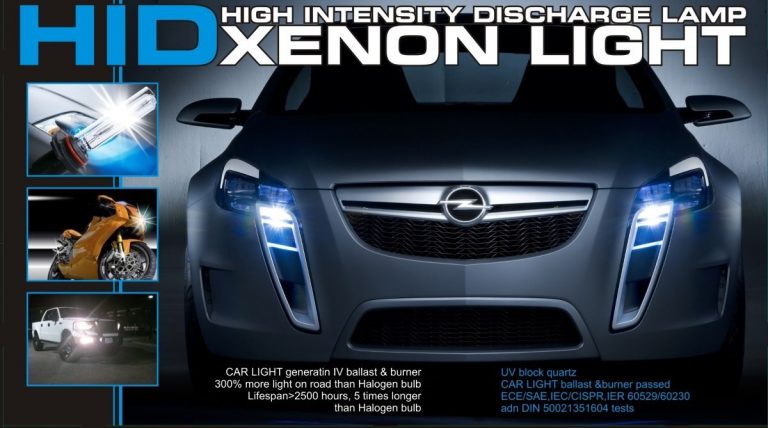 HID
HIGH INTENSITY DISCHARGE LAMP
XENON LIGHT
CAR LIGHT generatin IV ballast & burner
300% more light on road than Halogen bulb
Lifespan>2500 hours, 5 times longer
than Halogen bulb
UV block quartz
CAR LIGHT ballast &burner passed
ECE/SAE,IEC/CISPR,IER 60529/60230
adn DIN 50021351604 tests